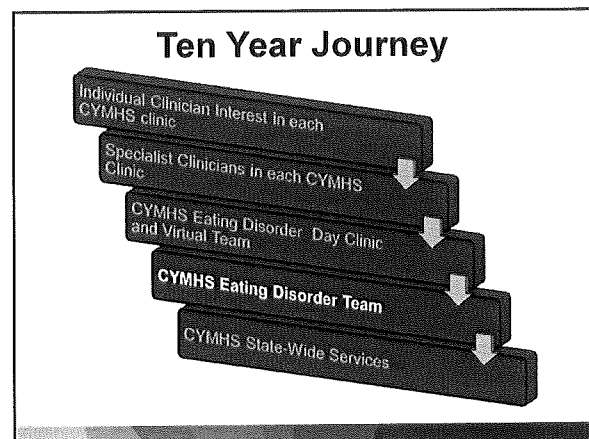 Ten Year Journey
Individual Clinician Interest in each
CYMHS clinic
Specialist Clinicians in each CYMHS
Clinic
CYMHS Eating Disorder Day Clinic
and Virtual Team
CYMHS Eating Disorder Team
CYMHS State-Wide Services